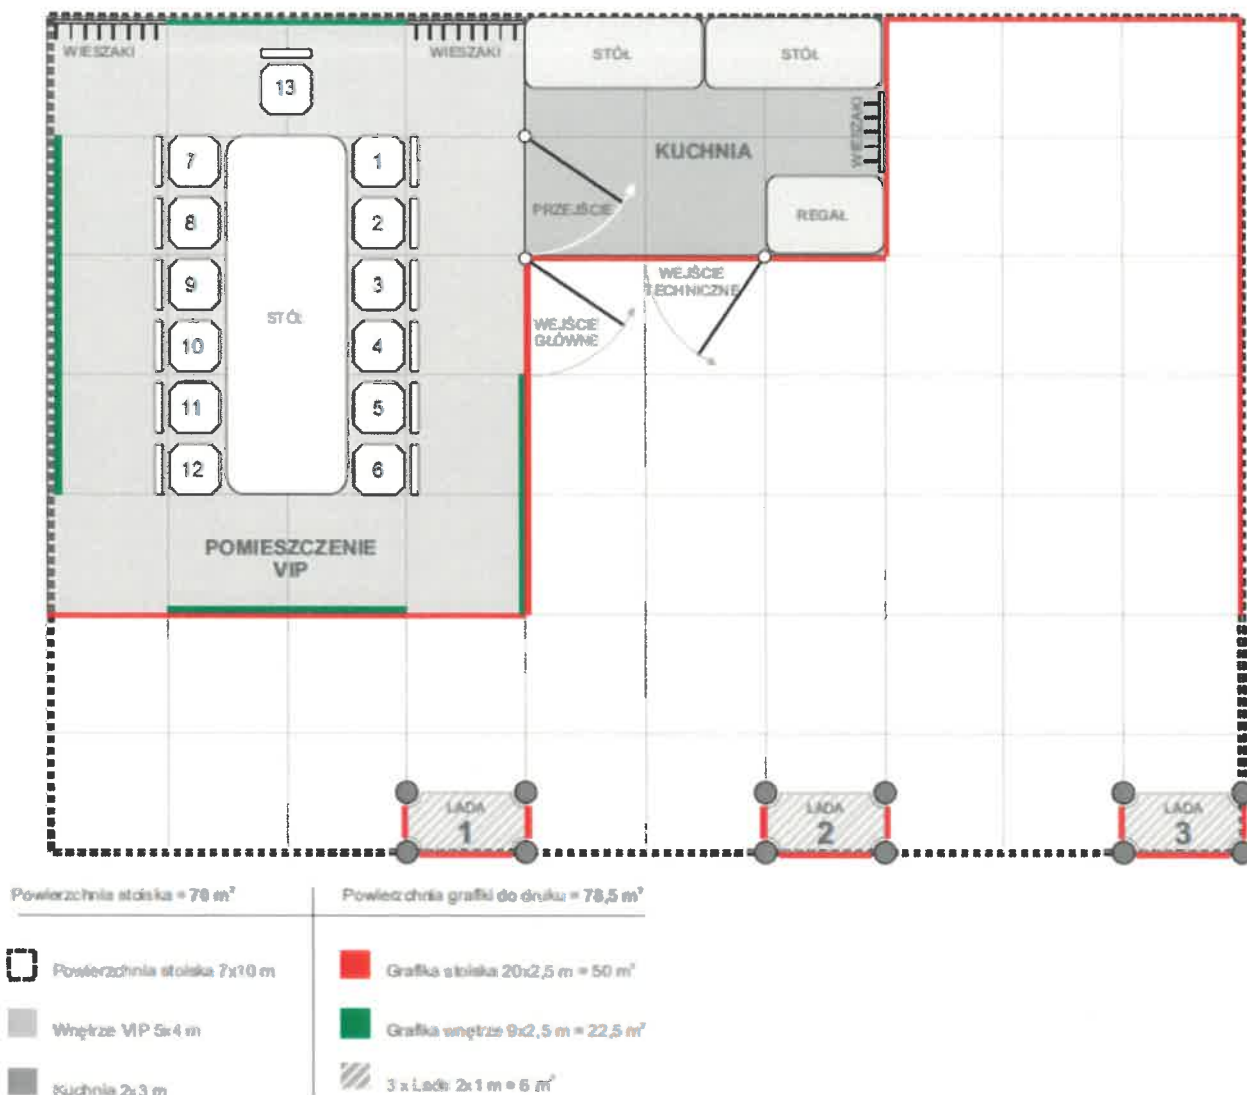 WIESZAKI
WIESZAKI
13
7
8
9
10
11
12
STÓŁ
1
2
3
4
5
6
POMIESZCZENIE
VIP
STÓŁ
STÓŁ
WIESZAKI
KUCHNIA
PRZEJŚCIE
REGAŁ
WEJŚCIE
TECHNICZNE
WEJŚCIE
GŁÓWNE
LADA
1
LADA
2
LADA
3
Powierzchnia stoiska = 70 m²
Powierzchnia stoiska 7x10 m
Wnętrze VIP 5x4 m
Kuchnia 2x3 m
Powierzchnia grafiki do druku = 78,5 m²
Grafika stoiska 20x2,5 m = 50 m²
Grafika wnętrze 9x2,5 m = 22,5 m²
3 x Lada 2x1 m = 6 m²